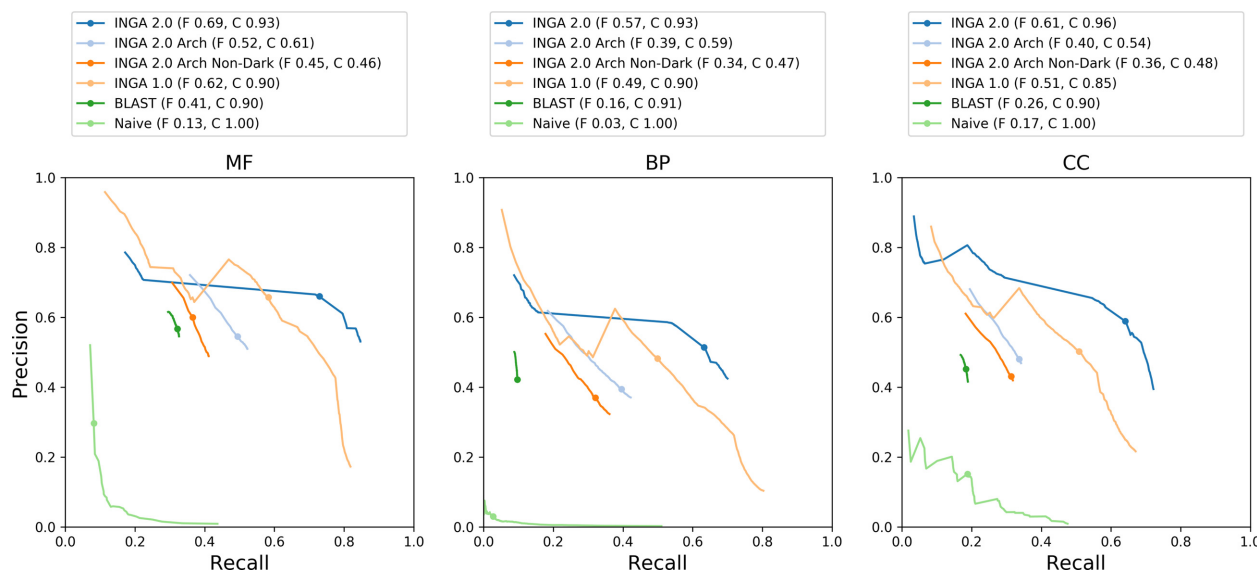 INGA 2.0 (F 0.69, C 0.93)
INGA 2.0 Arch (F 0.52, C 0.61)
INGA 2.0 Arch Non-Dark (F 0.45, C 0.46)
INGA 1.0 (F 0.62, C 0.90)
BLAST (F 0.41, C 0.90)
Naive (F 0.13, C 1.00)
INGA 2.0 (F 0.57, C 0.93)
INGA 2.0 Arch (F 0.39, C 0.59)
INGA 2.0 Arch Non-Dark (F 0.34, C 0.47)
INGA 1.0 (F 0.49, C 0.90)
BLAST (F 0.16, C 0.91)
Naive (F 0.03, C 1.00)
INGA 2.0 (F 0.61, C 0.96)
INGA 2.0 Arch (F 0.40, C 0.54)
INGA 2.0 Arch Non-Dark (F 0.36, C 0.48)
INGA 1.0 (F 0.51, C 0.85)
BLAST (F 0.26, C 0.90)
Naive (F 0.17, C 1.00)
MF
Precision
1.0
0.8
0.6
0.4
0.2
0.0
0.0 0.2 0.4 0.6 0.8 1.0
Recall
BP
1.0
0.8
0.6
0.4
0.2
0.0
0.0 0.2 0.4 0.6 0.8 1.0
Recall
CC
1.0
0.8
0.6
0.4
0.2
0.0
0.0 0.2 0.4 0.6 0.8 1.0
Recall